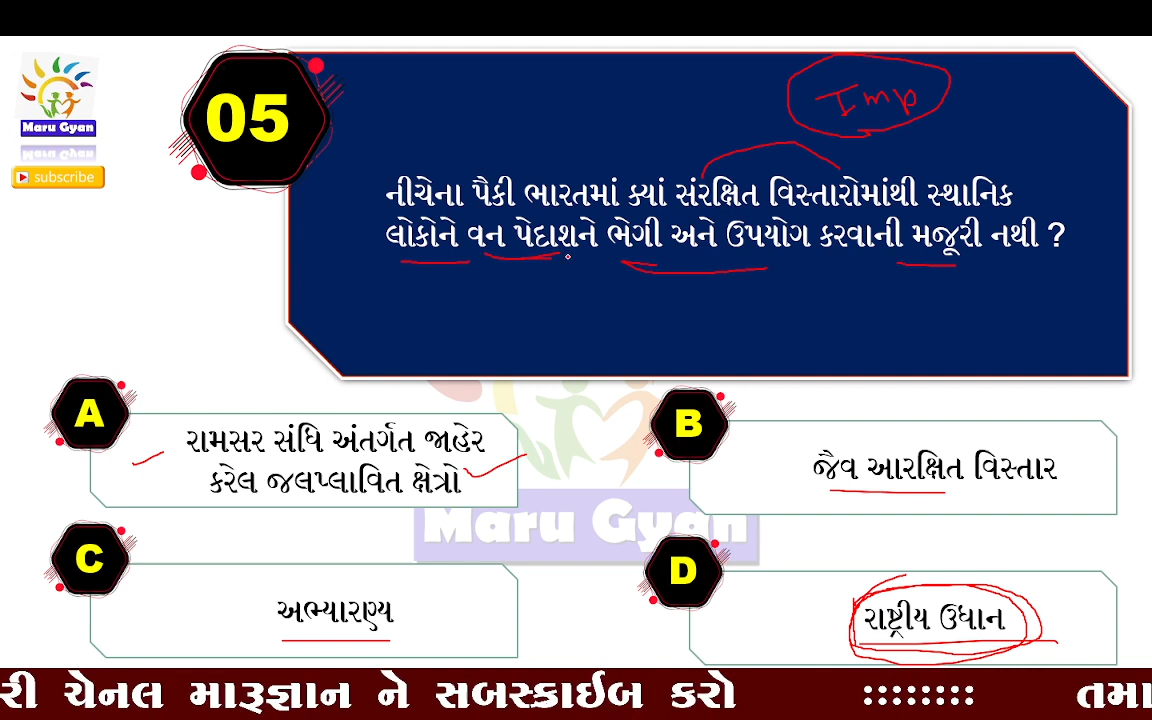 Imp
Maru Gyan
subscribe
05
નીચેના પૈકી ભારતમાં ક્યાં સંરક્ષિત વિસ્તારોમાંથી સ્થાનિક
લોકોને વન પેદાશને ભેગી અને ઉપયોગ કરવાની મજૂરી નથી ?
A
રામસર સંધિ અંતર્ગત જાહેર
કરેલ જલપ્લાવિત ક્ષેત્રો
B
જૈવ આરક્ષિત વિસ્તાર
Maru Gyan
C
અભ્યારણ્ય
D
રાષ્ટ્રીય ઉધાન
રી ચેનલ મારૂજ્ઞાન ને સબસ્ક્રાઈબ કરો :::::::: તમા